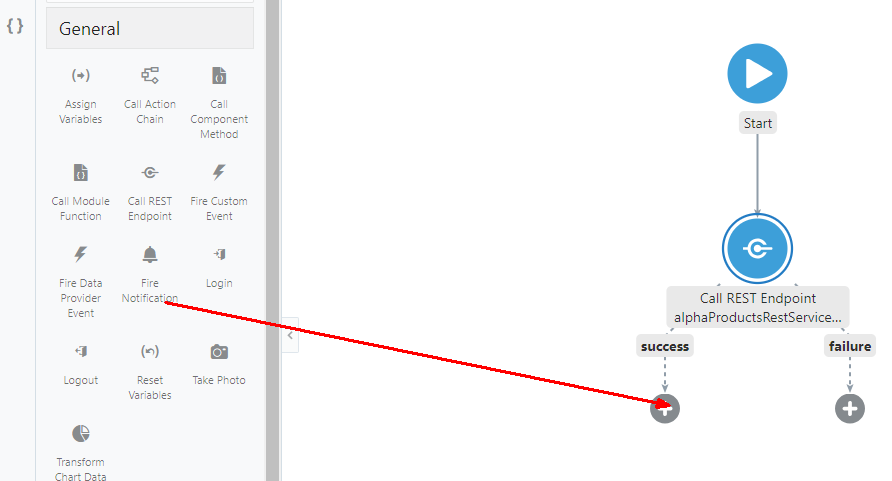 { }
General
Assign
Variables
Call Action
Chain
Call
Component
Method
Call Module
Function
Call REST
Endpoint
Fire Custom
Event
Fire Data
Provider
Event
Fire
Notification
Login
Logout
Reset
Variables
Take Photo
Transform
Chart Data
Start
Call REST Endpoint
alphaProductsRestService...
success
failure